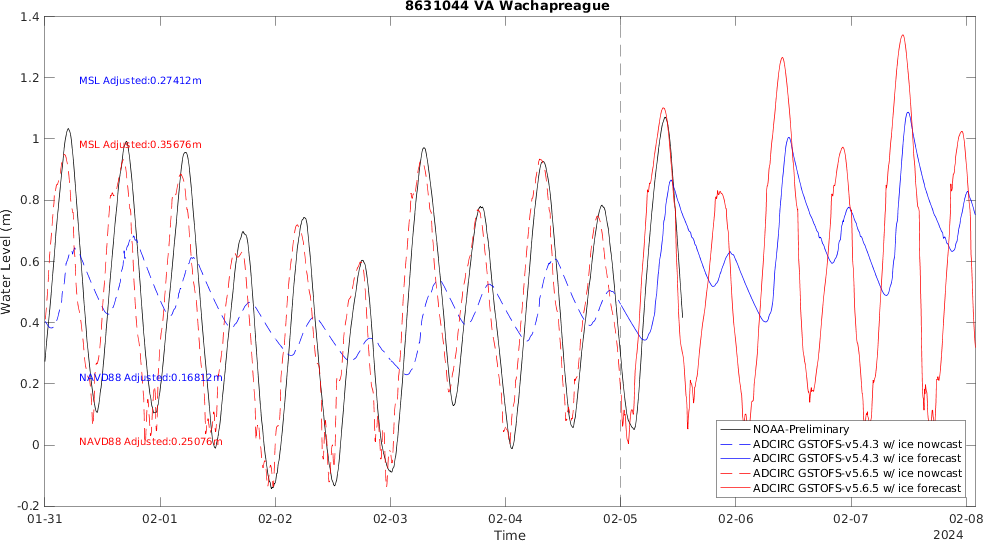 8631044 VA Wachapreague
1.4
1.2
1
0.8
0.6
0.4
0.2
0
-0.2
Water Level (m)
MSL Adjusted:0.27412m
MSL Adjusted:0.35676m
NAVD88 Adjusted:0.16812m
NAVD88 Adjusted:0.25076m
NOAA-Preliminary
ADCIRC GSTOFS-v5.4.3 w/ ice nowcast
ADCIRC GSTOFS-v5.4.3 w/ ice forecast
ADCIRC GSTOFS-v5.6.5 w/ ice nowcast
ADCIRC GSTOFS-v5.6.5 w/ ice forecast
01-31 02-01 02-02 02-03 02-04 02-05 02-06 02-07 02-08
Time
2024